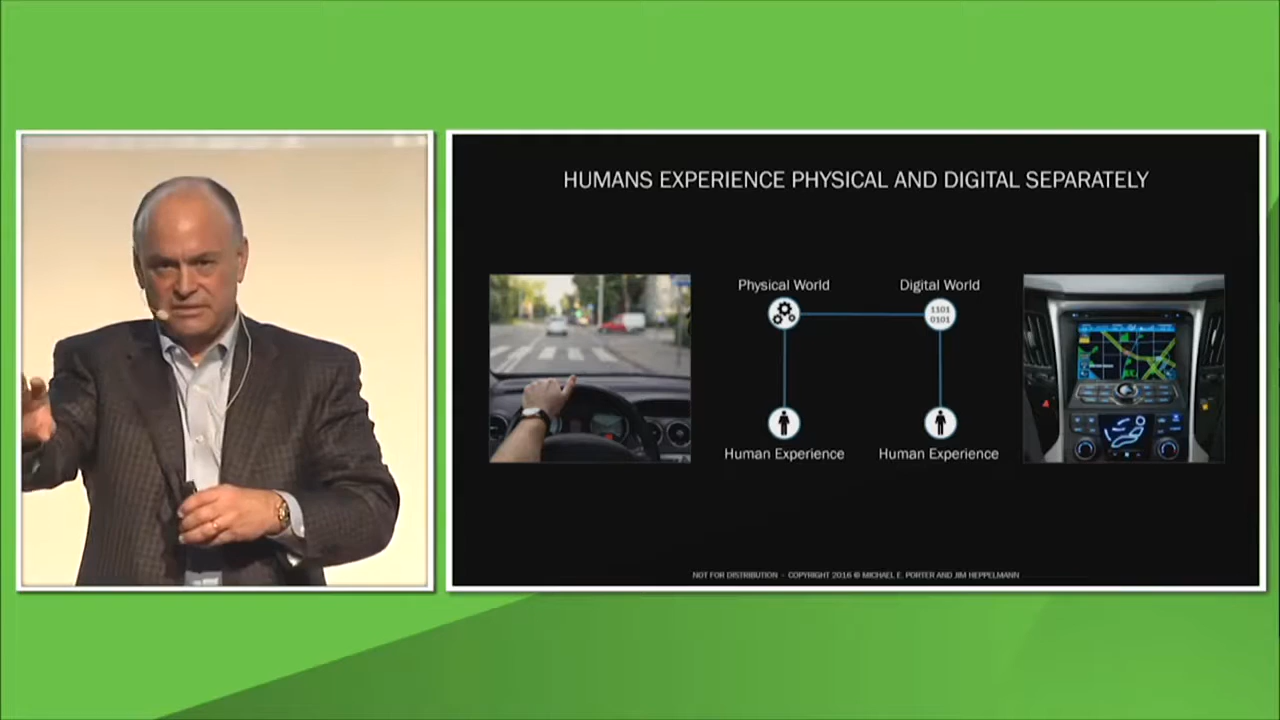 HUMANS EXPERIENCE PHYSICAL AND DIGITAL SEPARATELY
Physical World
Digital World
1101
0101
Human Experience
Human Experience
NOT FOR DISTRIBUTION - COPYRIGHT 2016 © MICHAEL E. PORTER AND JIM HEPPELMANN